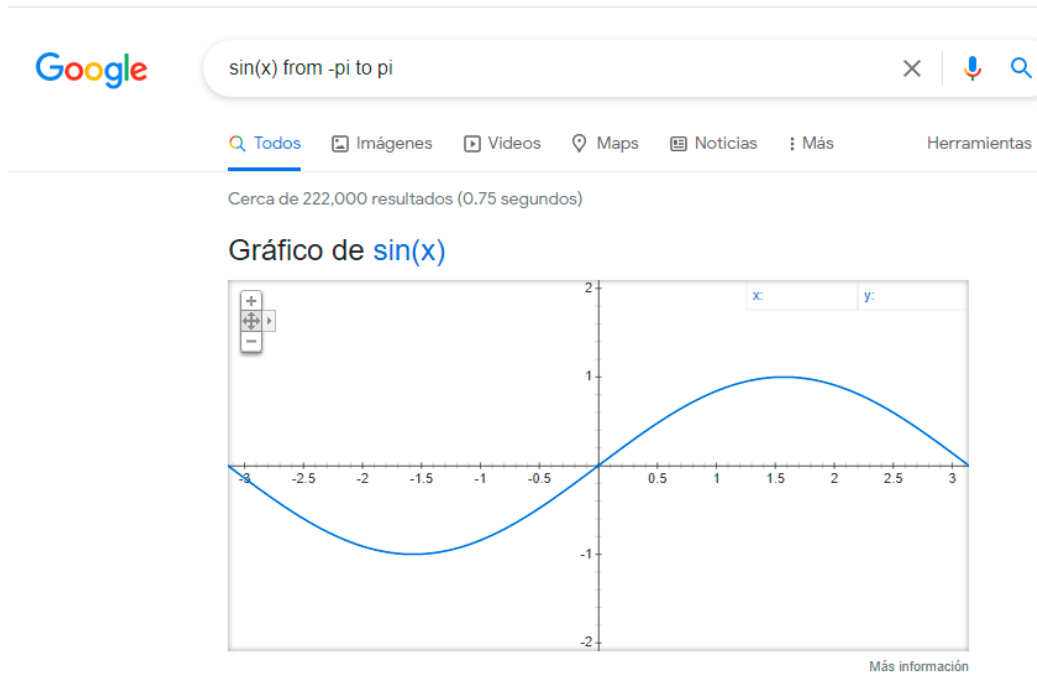 Google
sin(x) from -pi to pi
Todos Imágenes Videos Maps Noticias Más Herramientas
Cerca de 222,000 resultados (0.75 segundos)
Gráfico de sin(x)
2
x: y:
1
-3 -2.5 -2 -1.5 -1 -0.5 0.5 1 1.5 2 2.5 3
-1
-2
Más información